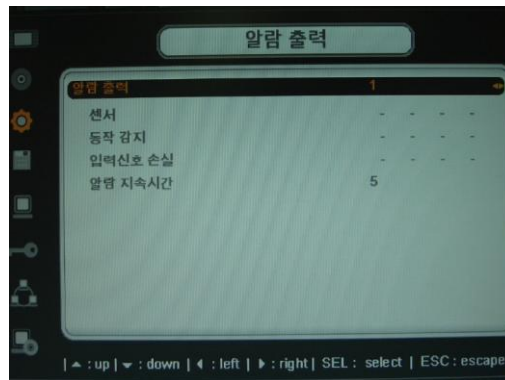 알람 출력
알람 출력 1
센서 - - - -
동작 감지 - - - -
입력신호 손실 - - - -
알람 지속시간 5
| ▲ : up | ▼ : down | ◀ : left | ▶ : right | SEL : select | ESC : escape